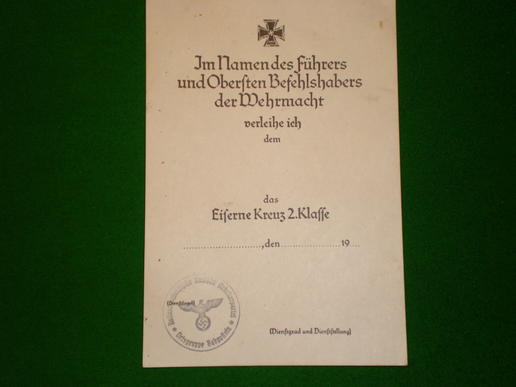 Im Namen des Führers
und Obersten Befehlshabers
der Wehrmacht
verleihe ich
dem
das
Eiserne Kreuz 2.Klasse
........................,den ................... 19....
(Dienstsiegel)
(Dienstgrad und Dienststellung)